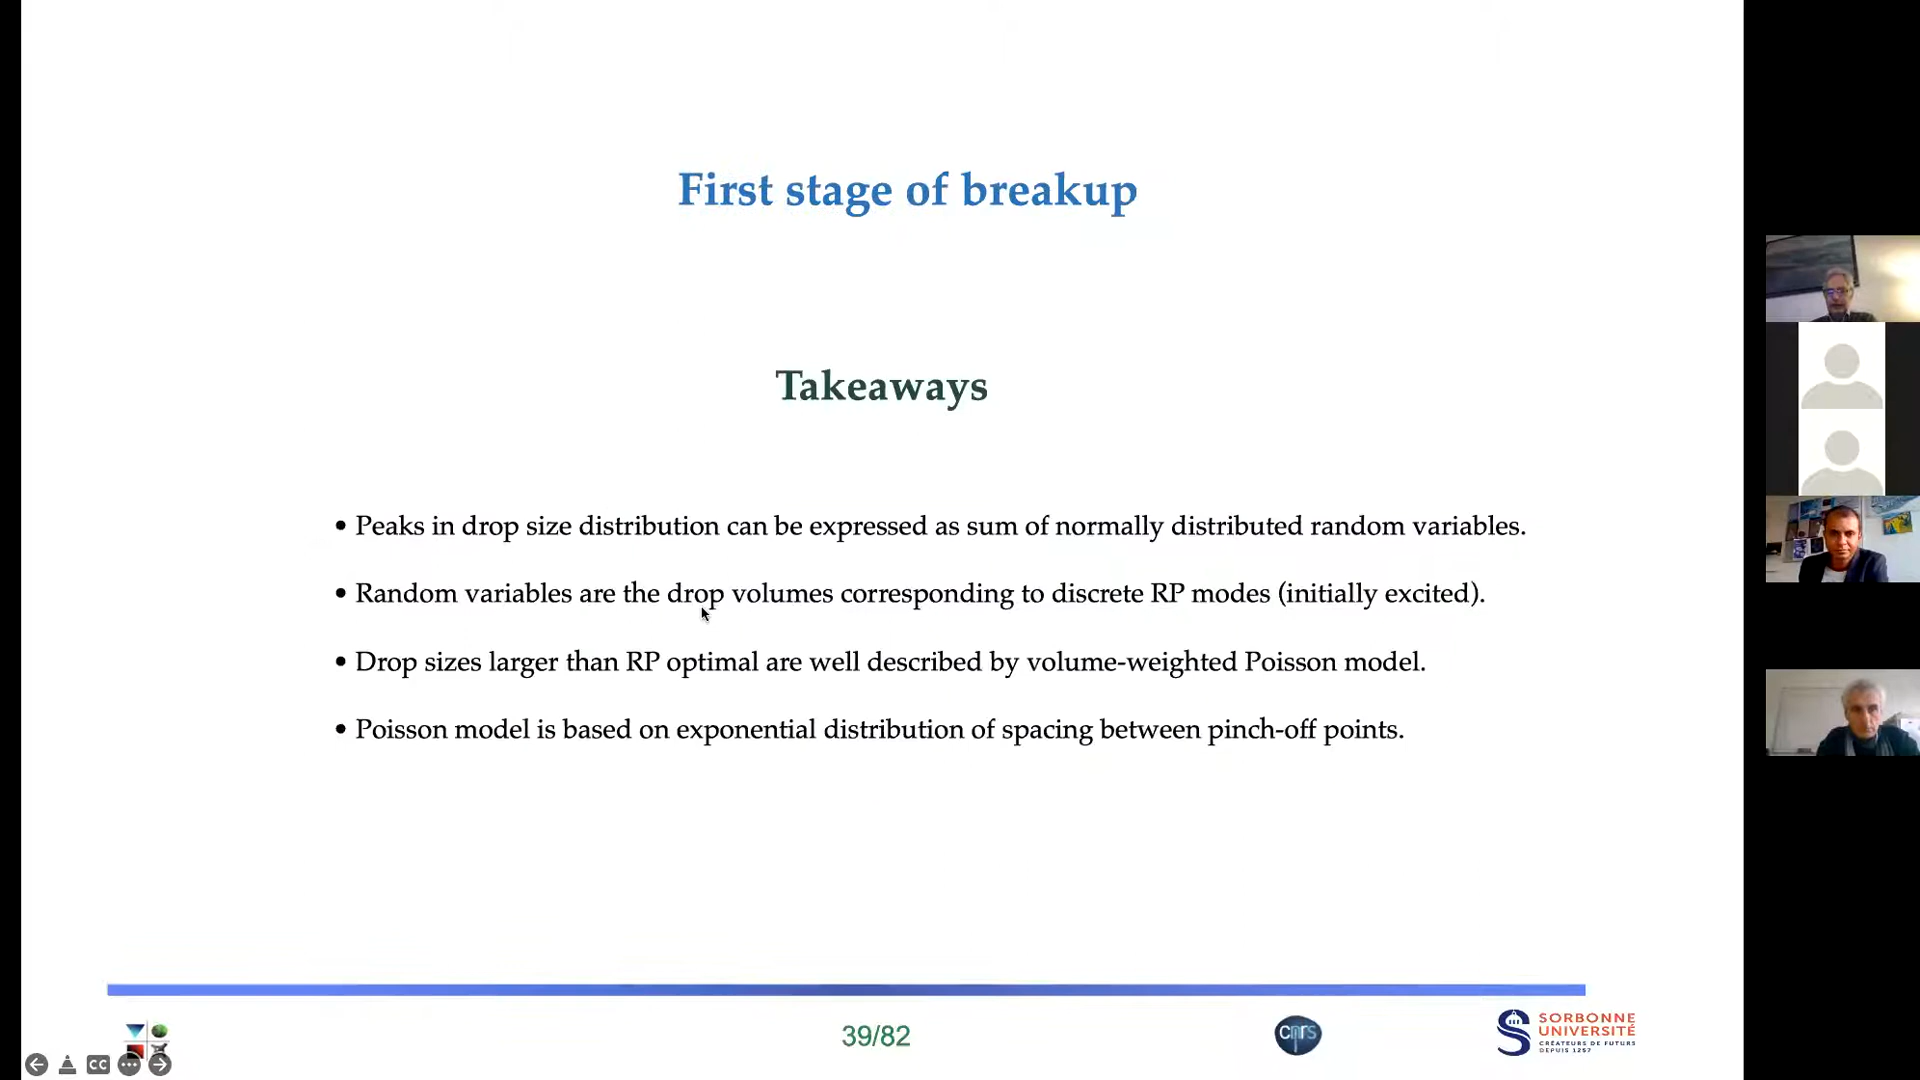 First stage of breakup
Takeaways
• Peaks in drop size distribution can be expressed as sum of normally distributed random variables.
• Random variables are the drop volumes corresponding to discrete RP modes (initially excited).
• Drop sizes larger than RP optimal are well described by volume-weighted Poisson model.
• Poisson model is based on exponential distribution of spacing between pinch-off points.
39/82
cnrs
SORBONNE
UNIVERSITÉ
CRÉATEURS DE FUTURS
DEPUIS 1257
CC